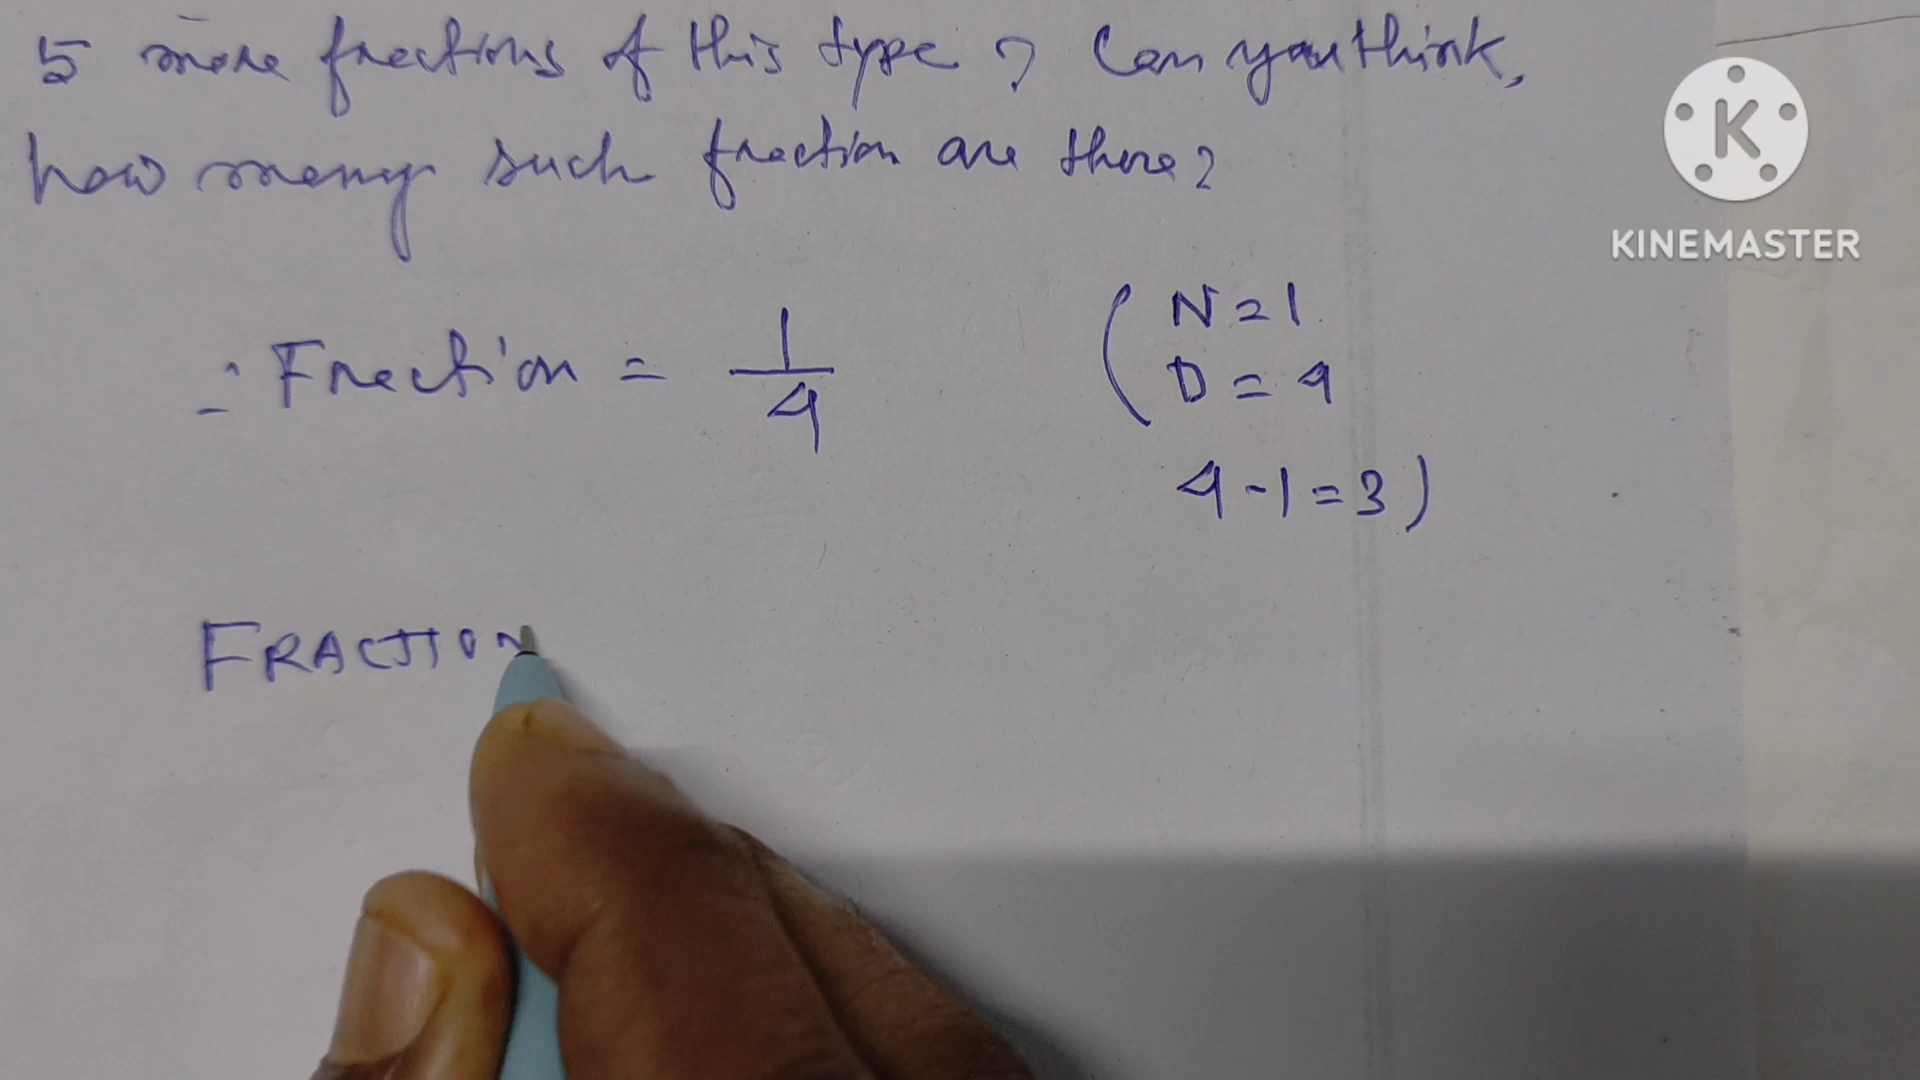 5 more fractions of this type ? Can you think,
how many such fraction are there?
K
KINEMASTER
∴ Fraction = 1/4
( N = 1
D = 4
4 - 1 = 3 )
FRACTION